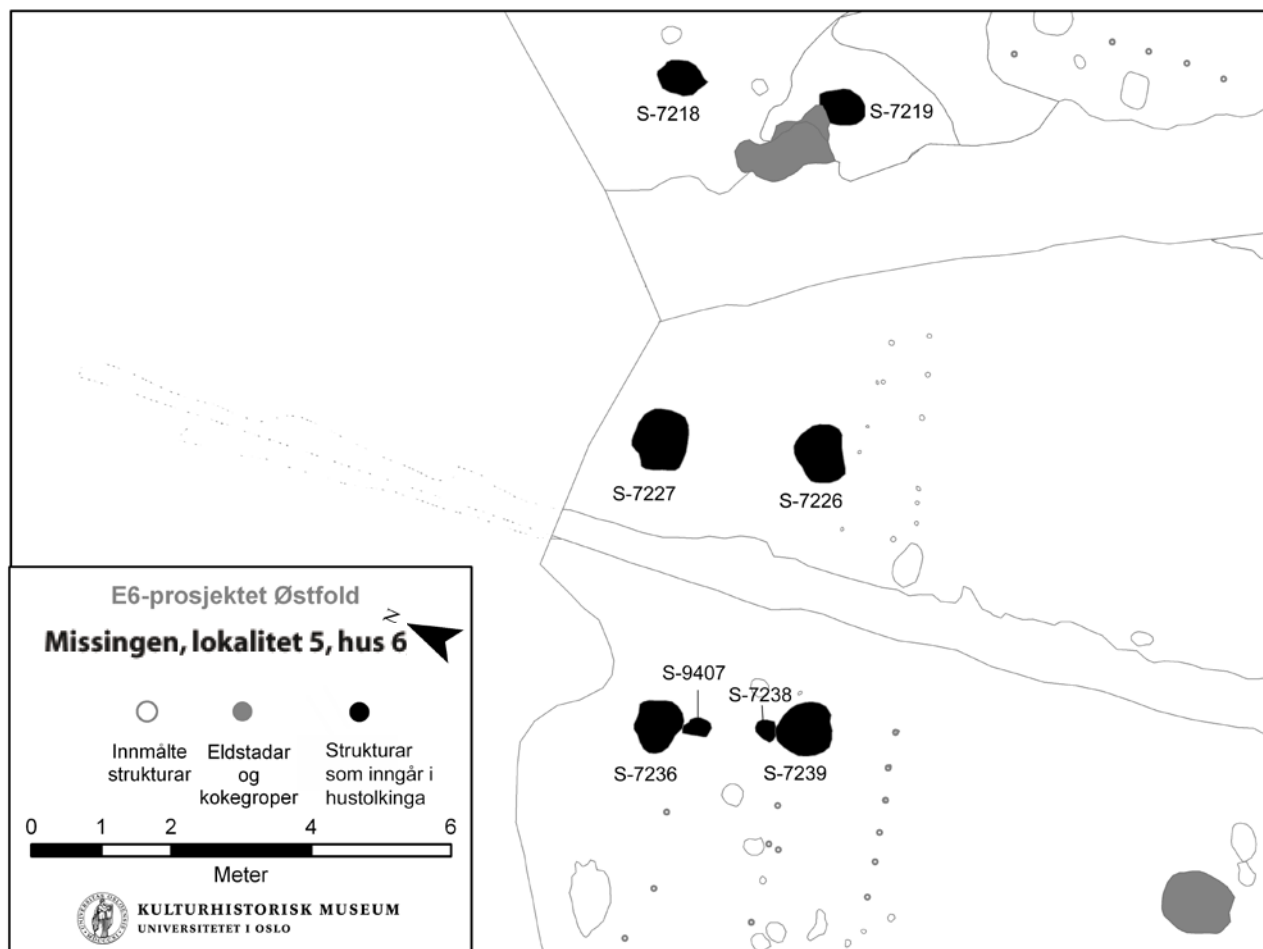 S-7218
S-7219
S-7227
S-7226
S-9407
S-7238
S-7236
S-7239
E6-prosjektet Østfold
N
Missingen, lokalitet 5, hus 6
Innmålte
strukturar
Eldstadar
og
kokegroper
Strukturar
som inngår i
hustolkinga
0 1 2 4 6
Meter
KULTURHISTORISK MUSEUM
UNIVERSITETET I OSLO